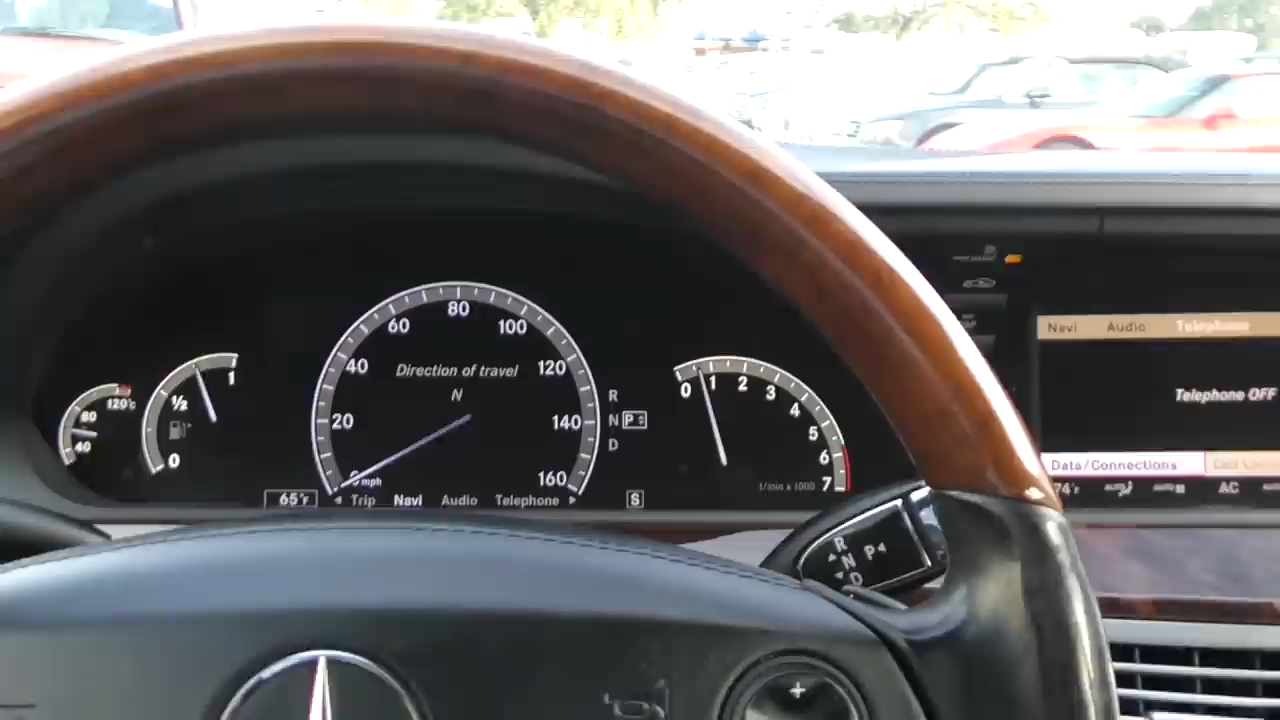 Navi Audio Telephone
Telephone OFF
Data/Connections
74°F AC
120°C
80
40
1
½
0
0 20 40 60 80 100 120 140 160
mph
Direction of travel
N
R
N P
D
65°F
Trip Navi Audio Telephone
S
0 1 2 3 4 5 6 7
1/min x 1000
R
N P
D
+